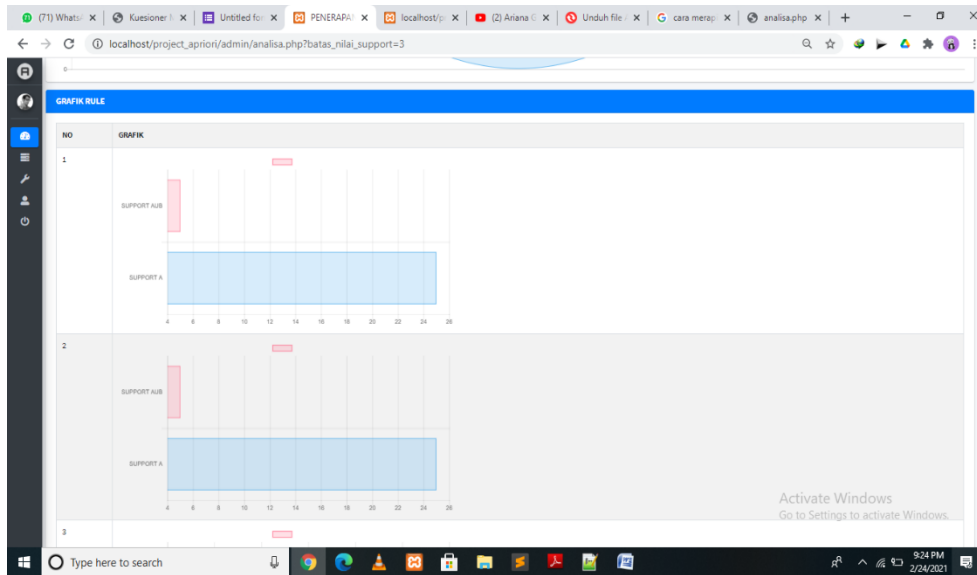 (71) Whats
Kuesioner
Untitled for
PENERAPA
localhost/p
(2) Ariana G
Unduh file
cara merap
analisa.php
localhost/project_apriori/admin/analisa.php?batas_nilai_support=3
0
GRAFIK RULE
NO GRAFIK
1
SUPPORT AUB
SUPPORT A
4 6 8 10 12 14 16 18 20 22 24 26
2
SUPPORT AUB
SUPPORT A
4 6 8 10 12 14 16 18 20 22 24 26
Activate Windows
Go to Settings to activate Windows.
3
Type here to search
9:24 PM
2/24/2021